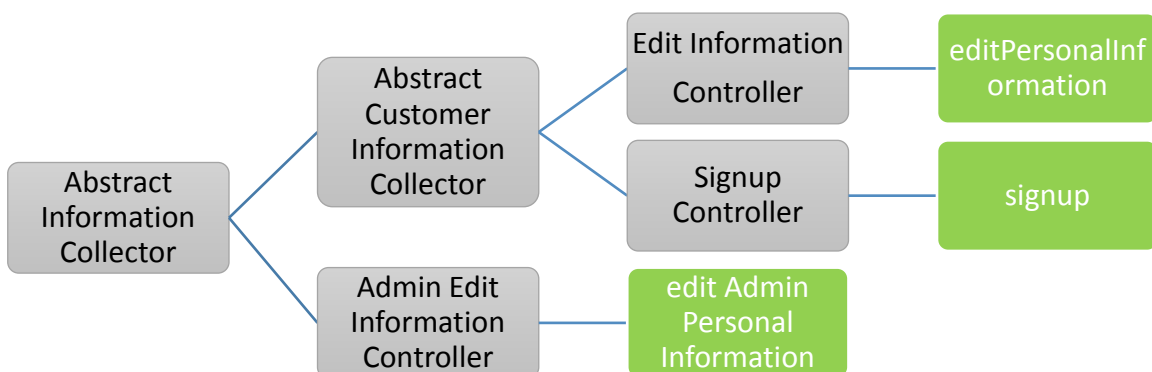 Abstract
Information
Collector
Abstract
Customer
Information
Collector
Edit Information
Controller
editPersonalInf
ormation
Signup
Controller
signup
Admin Edit
Information
Controller
edit Admin
Personal
Information